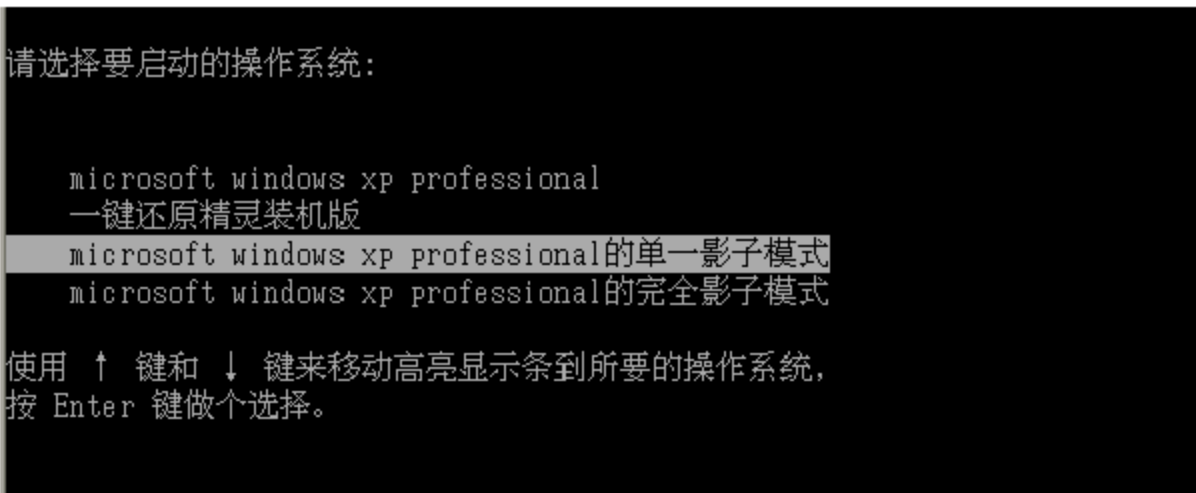 请选择要启动的操作系统:
microsoft windows xp professional
一键还原精灵装机版
microsoft windows xp professional的单一影子模式
microsoft windows xp professional的完全影子模式
使用 ↑ 键和 ↓ 键来移动高亮显示条到所要的操作系统,
按 Enter 键做个选择。